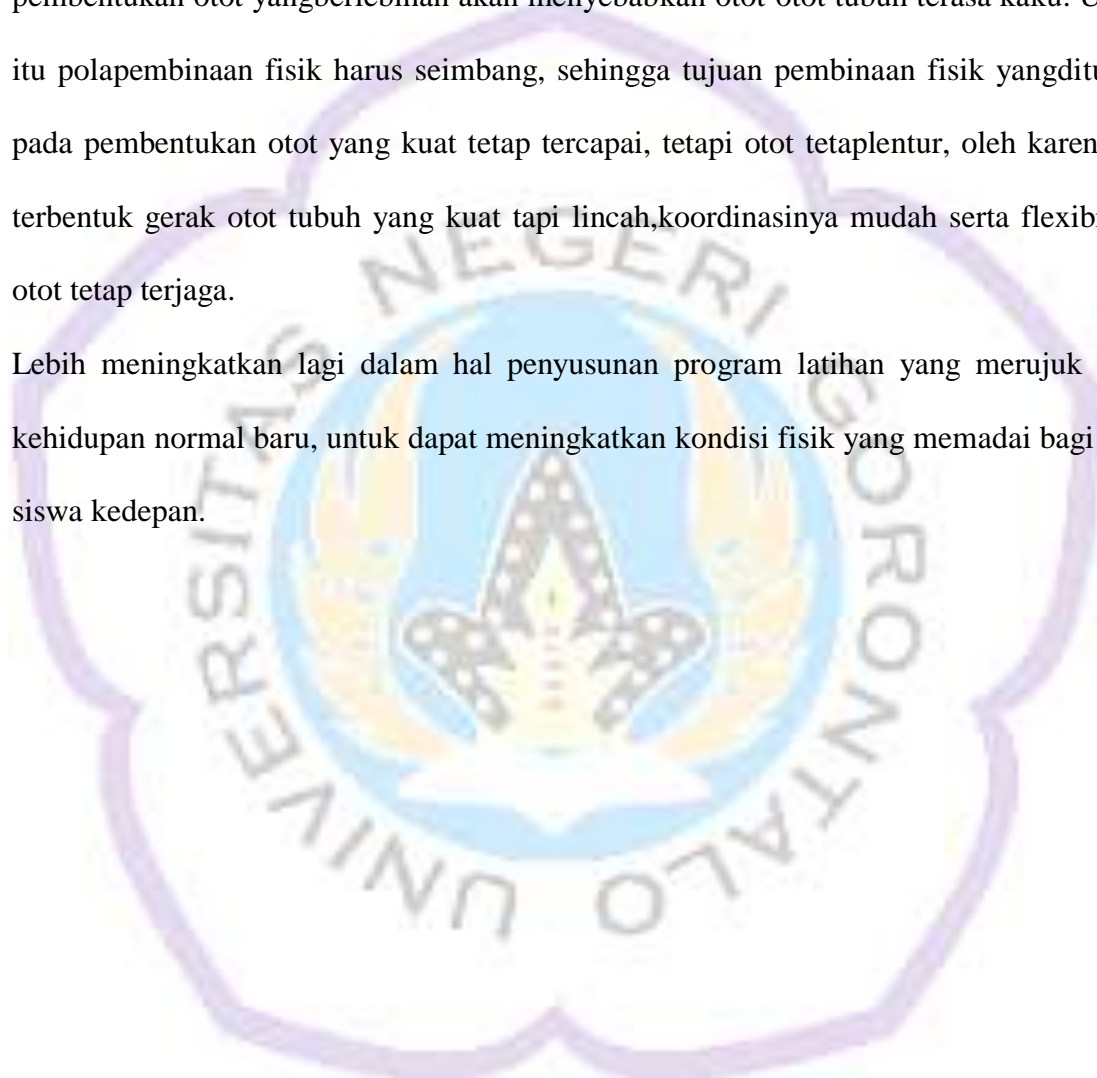 pembentukan otot yangberlebihan akan menyebabkan otot-otot tubuh terasa kaku.
itu polapembinaan fisik harus seimbang, sehingga tujuan pembinaan fisik
pada pembentukan otot yang kuat tetap tercapai, tetapi otot tetaplentur, oleh
terbentuk gerak otot tubuh yang kuat tapi lincah,koordinasinya mudah serta
otot tetap terjaga.
Lebih meningkatkan lagi dalam hal penyusunan program latihan yang merujuk
kehidupan normal baru, untuk dapat meningkatkan kondisi fisik yang memadai bagi
siswa kedepan.
UNIVERSITAS NEGERI GORONTALO